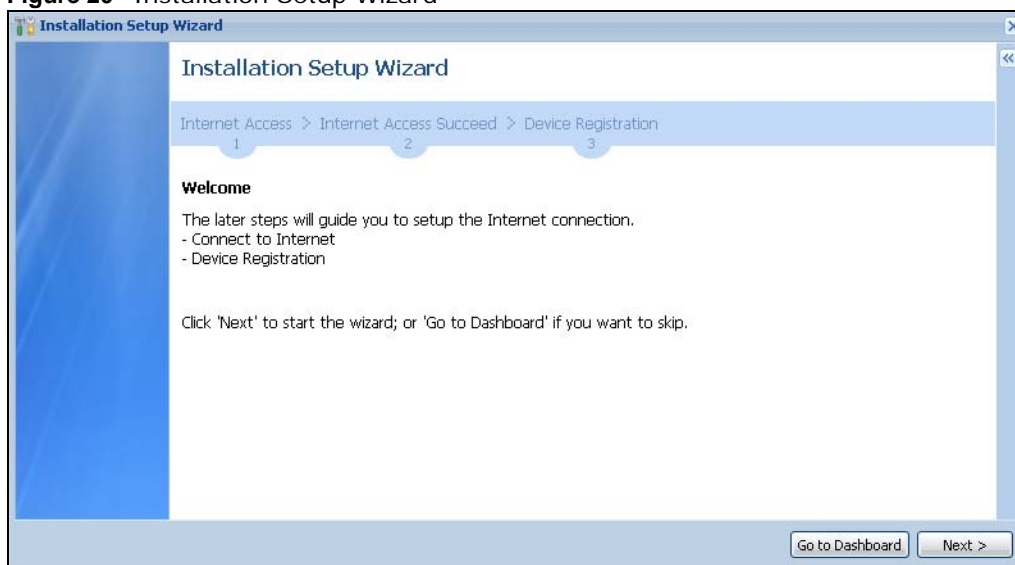 Installation Setup Wizard
Installation Setup Wizard
Installation Setup Wizard
Internet Access > Internet Access Succeed > Device Registration
1 2 3
Welcome
The later steps will guide you to setup the Internet connection.
- Connect to Internet
- Device Registration
Click 'Next' to start the wizard; or 'Go to Dashboard' if you want to skip.
Go to Dashboard Next >